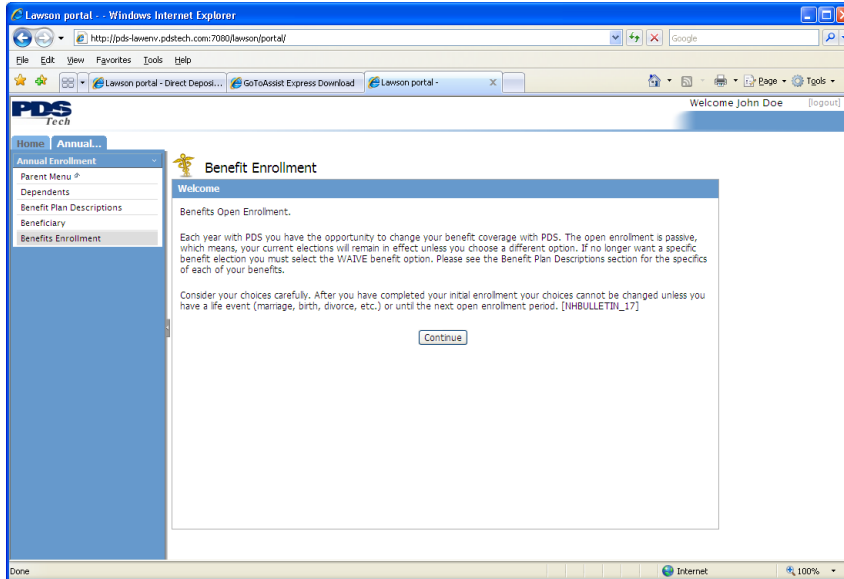 Lawson portal - - Windows Internet Explorer
http://pds-lawenv.pdstech.com:7080/lawson/portal/
Google
File Edit View Favorites Tools Help
Lawson portal - Direct Deposi... GoToAssist Express Download Lawson portal - X
Page Tools
PDS
Tech
Welcome John Doe [logout]
Home Annual...
Annual Enrollment
Parent Menu
Dependents
Benefit Plan Descriptions
Beneficiary
Benefits Enrollment
Benefit Enrollment
Welcome
Benefits Open Enrollment.
Each year with PDS you have the opportunity to change your benefit coverage with PDS. The open enrollment is passive,
which means, your current elections will remain in effect unless you choose a different option. If no longer want a specific
benefit election you must select the WAIVE benefit option. Please see the Benefit Plan Descriptions section for the specifics
of each of your benefits.
Consider your choices carefully. After you have completed your initial enrollment your choices cannot be changed unless you
have a life event (marriage, birth, divorce, etc.) or until the next open enrollment period. [NHBULLETIN_17]
Continue
Done
Internet
100%